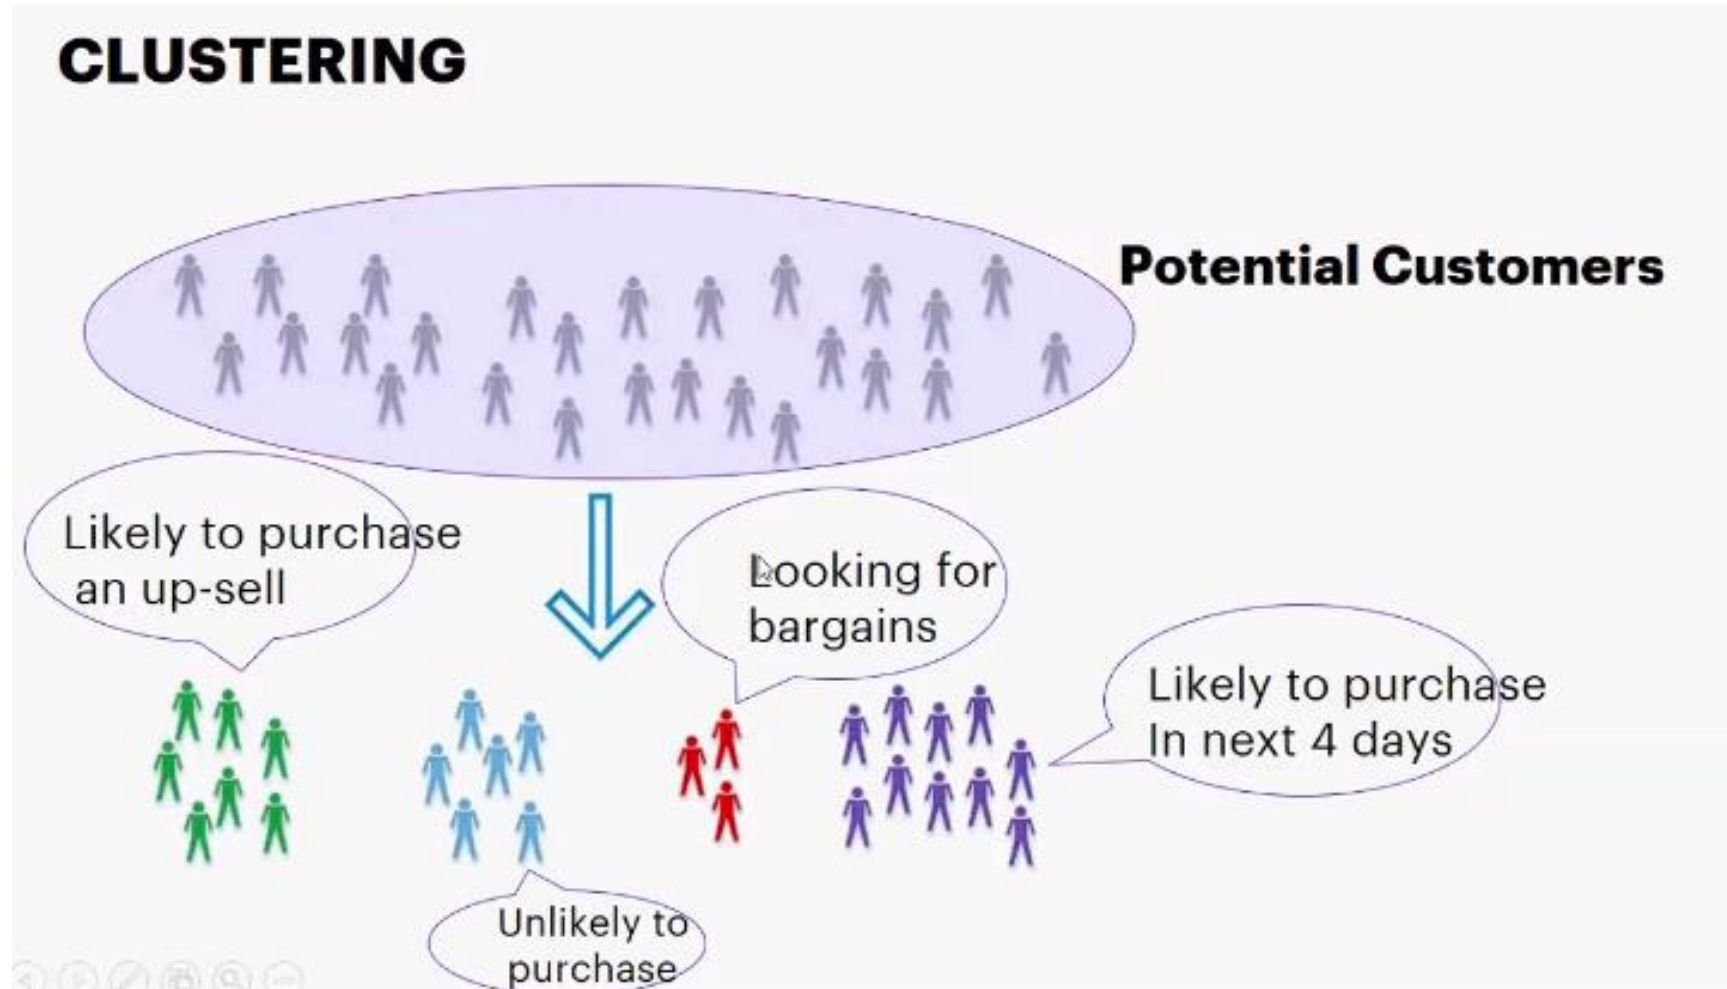 CLUSTERING
Potential Customers
Likely to purchase
an up-sell
Looking for
bargains
Likely to purchase
In next 4 days
Unlikely to
purchase